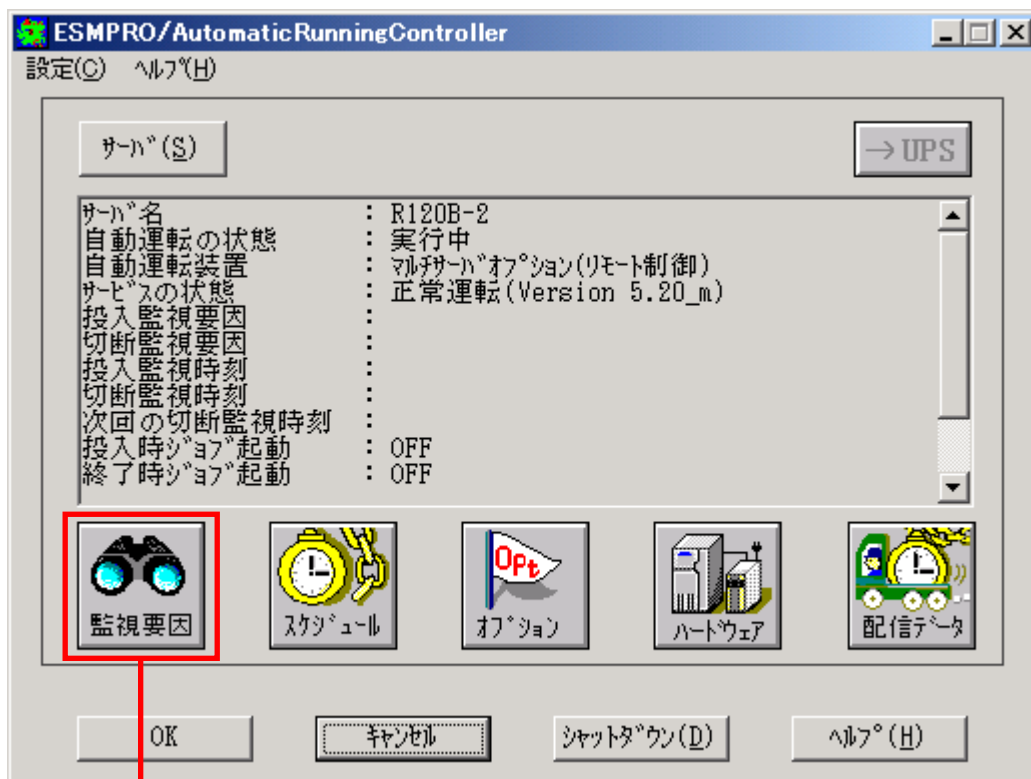 ESMPRO/AutomaticRunningController
設定(C) ﾍﾙﾌﾟ(H)
ｻｰﾊﾞ(S)
→UPS
ｻｰﾊﾞ名 : R120B-2
自動運転の状態 : 実行中
自動運転装置 : ﾏﾙﾁｻｰﾊﾞｵﾌﾟｼｮﾝ(ﾘﾓｰﾄ制御)
ｻｰﾋﾞｽの状態 : 正常運転(Version 5.20_m)
投入監視要因 :
切断監視要因 :
投入監視時刻 :
切断監視時刻 :
次回の切断監視時刻 :
投入時ｼﾞｮﾌﾞ起動 : OFF
終了時ｼﾞｮﾌﾞ起動 : OFF
OPt
監視要因 ｽｹｼﾞｭｰﾙ ｵﾌﾟｼｮﾝ ﾊｰﾄﾞｳｪｱ 配信ﾃﾞｰﾀ
OK ｷｬﾝｾﾙ ｼｬｯﾄﾀﾞｳﾝ(D) ﾍﾙﾌﾟ(H)